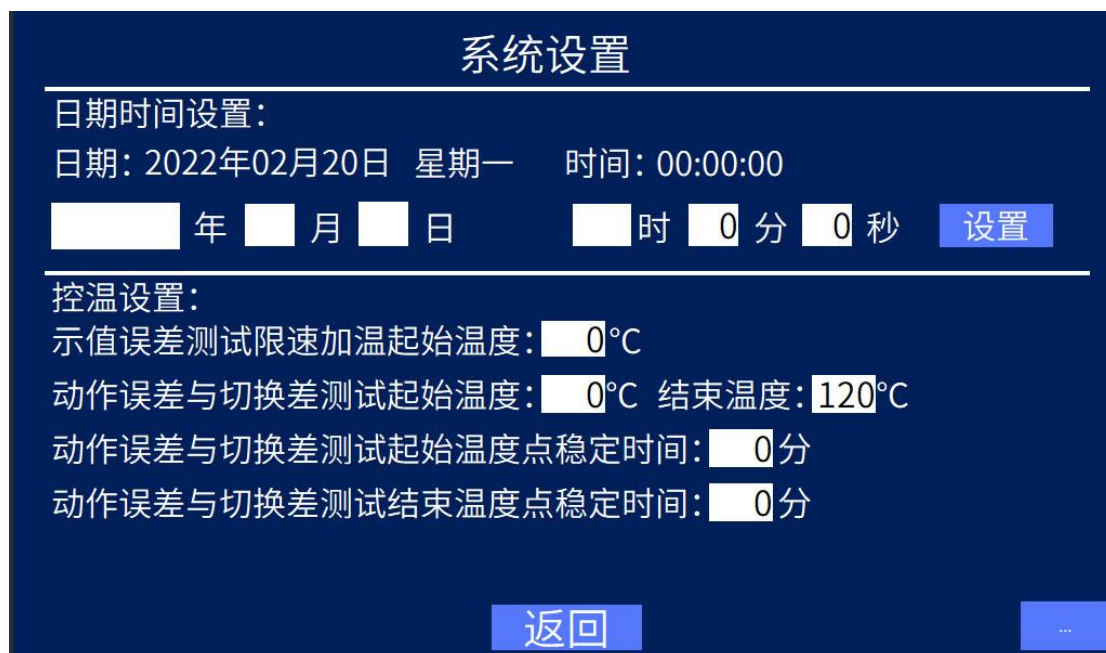 系统设置
日期时间设置：
日期：2022年02月20日 星期一 时间：00:00:00
年 月 日 时 0 分 0 秒 设置
控温设置：
示值误差测试限速加温起始温度： 0℃
动作误差与切换差测试起始温度： 0℃ 结束温度：120℃
动作误差与切换差测试起始温度点稳定时间： 0分
动作误差与切换差测试结束温度点稳定时间： 0分
返回 ...